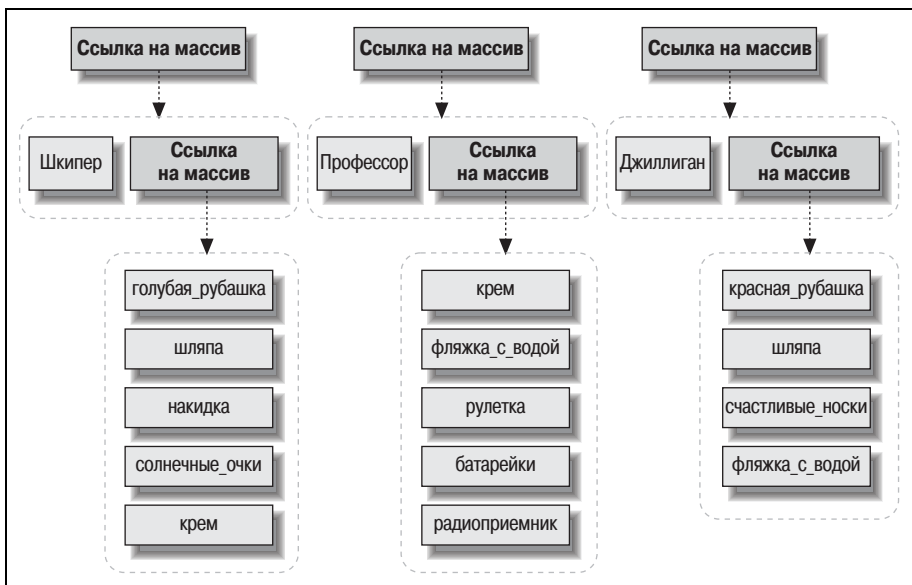 Ссылка на массив
Ссылка на массив
Ссылка на массив
Шкипер
Ссылка
на массив
Профессор
Ссылка
на массив
Джиллиган
Ссылка
на массив
голубая_рубашка
шляпа
накидка
солнечные_очки
крем
крем
фляжка_с_водой
рулетка
батарейки
радиоприемник
красная_рубашка
шляпа
счастливые_носки
фляжка_с_водой